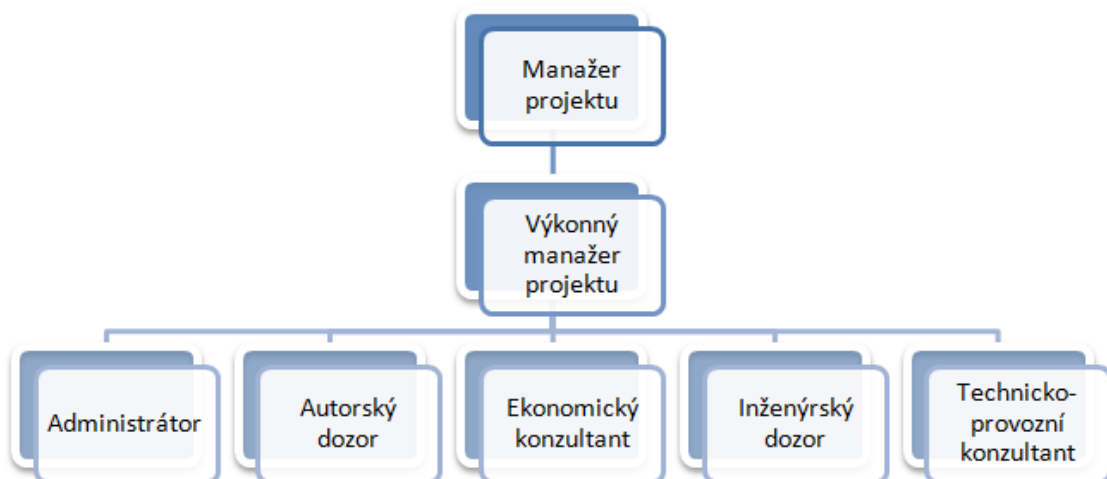 Manažer
projektu
Výkonný
manažer
projektu
Administrátor
Autorský
dozor
Ekonomický
konzultant
Inženýrský
dozor
Technicko-
provozní
konzultant